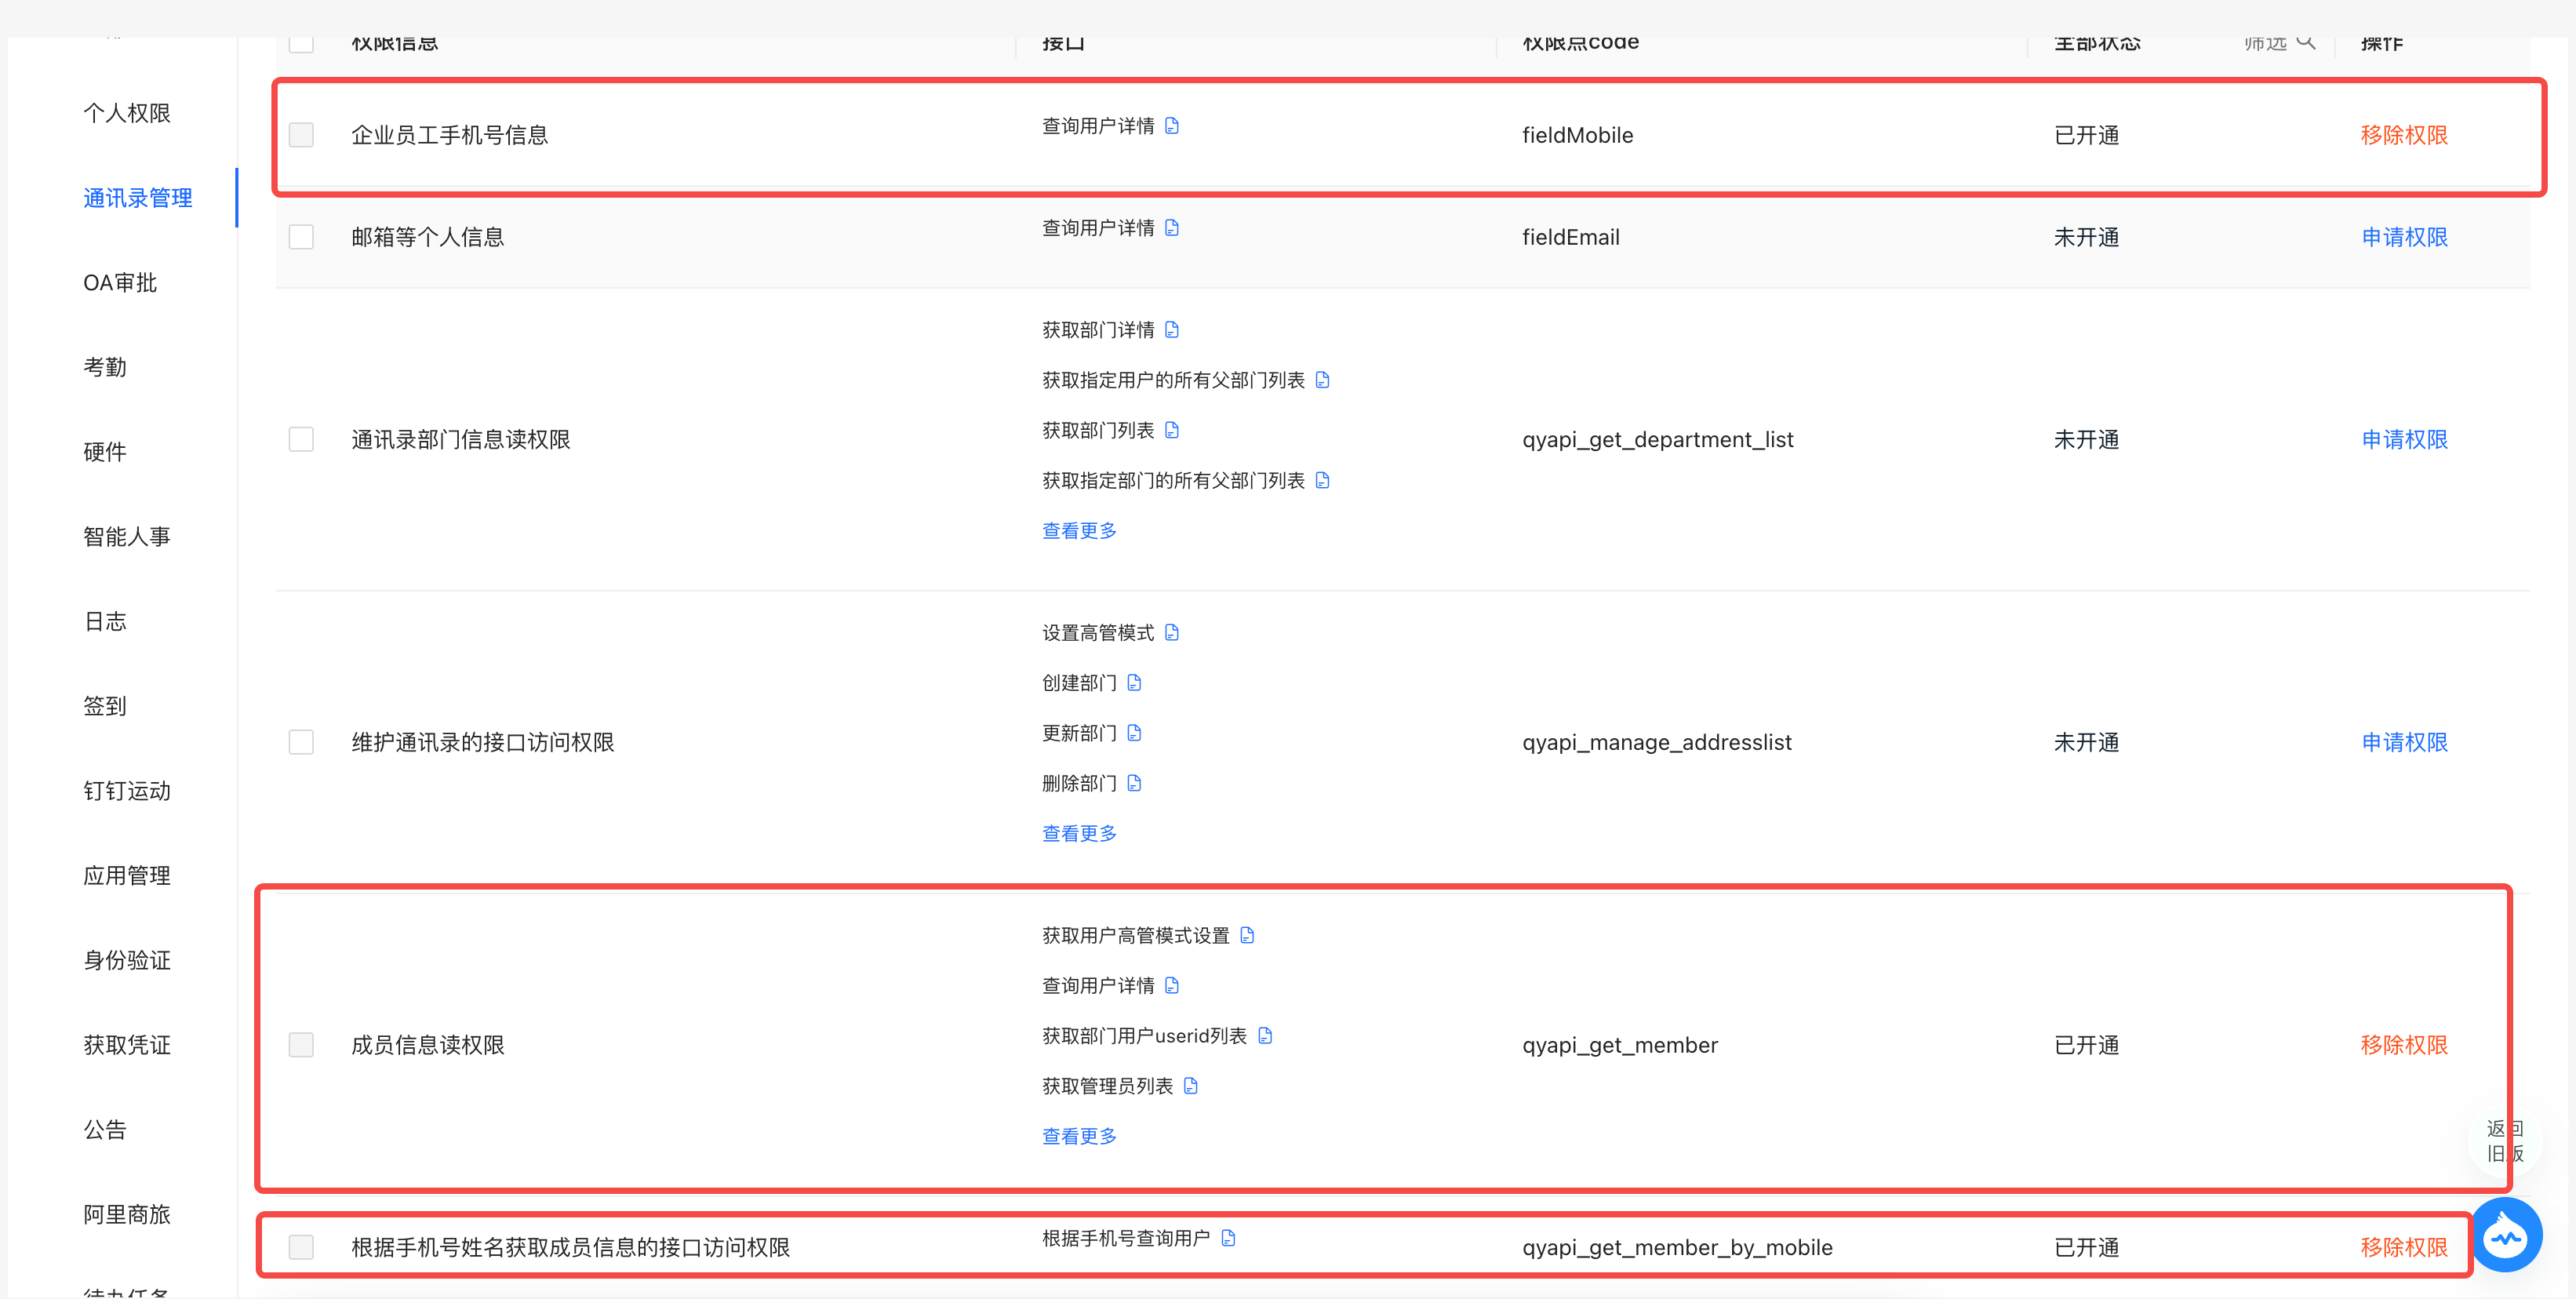 权限信息 接口 权限点code 全部状态 筛选 操作
个人权限
通讯录管理
OA审批
考勤
硬件
智能人事
日志
签到
钉钉运动
应用管理
身份验证
获取凭证
公告
阿里商旅
待办任务
企业员工手机号信息 查询用户详情 fieldMobile 已开通 移除权限
邮箱等个人信息 查询用户详情 fieldEmail 未开通 申请权限
通讯录部门信息读权限
获取部门详情
获取指定用户的所有父部门列表
获取部门列表
获取指定部门的所有父部门列表
查看更多
qyapi_get_department_list 未开通 申请权限
维护通讯录的接口访问权限
设置高管模式
创建部门
更新部门
删除部门
查看更多
qyapi_manage_addresslist 未开通 申请权限
成员信息读权限
获取用户高管模式设置
查询用户详情
获取部门用户userid列表
获取管理员列表
查看更多
qyapi_get_member 已开通 移除权限
根据手机号姓名获取成员信息的接口访问权限 根据手机号查询用户 qyapi_get_member_by_mobile 已开通 移除权限
返回
旧版